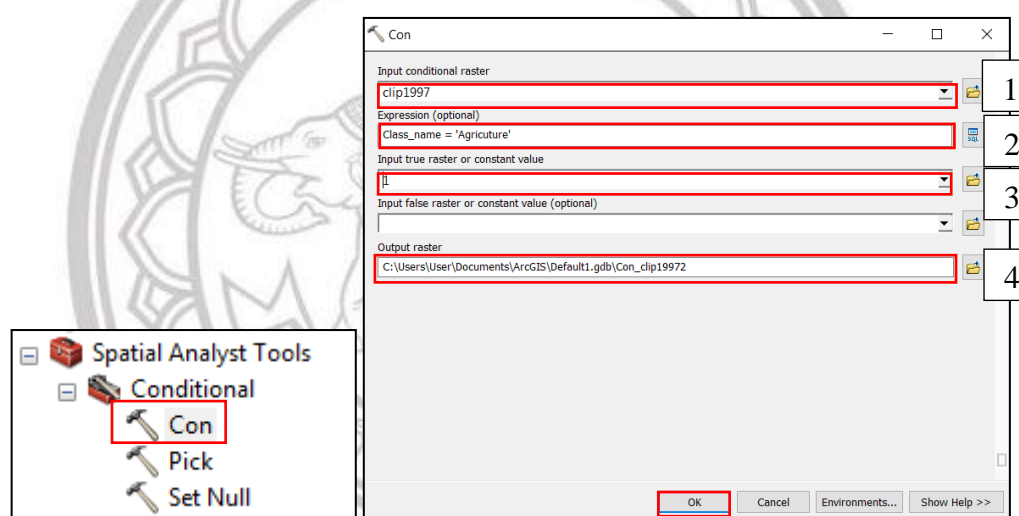 Con
Input conditional raster
clip1997
1
Expression (optional)
Class_name = 'Agricuture'
SQL
2
Input true raster or constant value
1
3
Input false raster or constant value (optional)
Output raster
C:\Users\User\Documents\ArcGIS\Default1.gdb\Con_clip19972
4
Spatial Analyst Tools
Conditional
Con
Pick
Set Null
OK Cancel Environments... Show Help >>